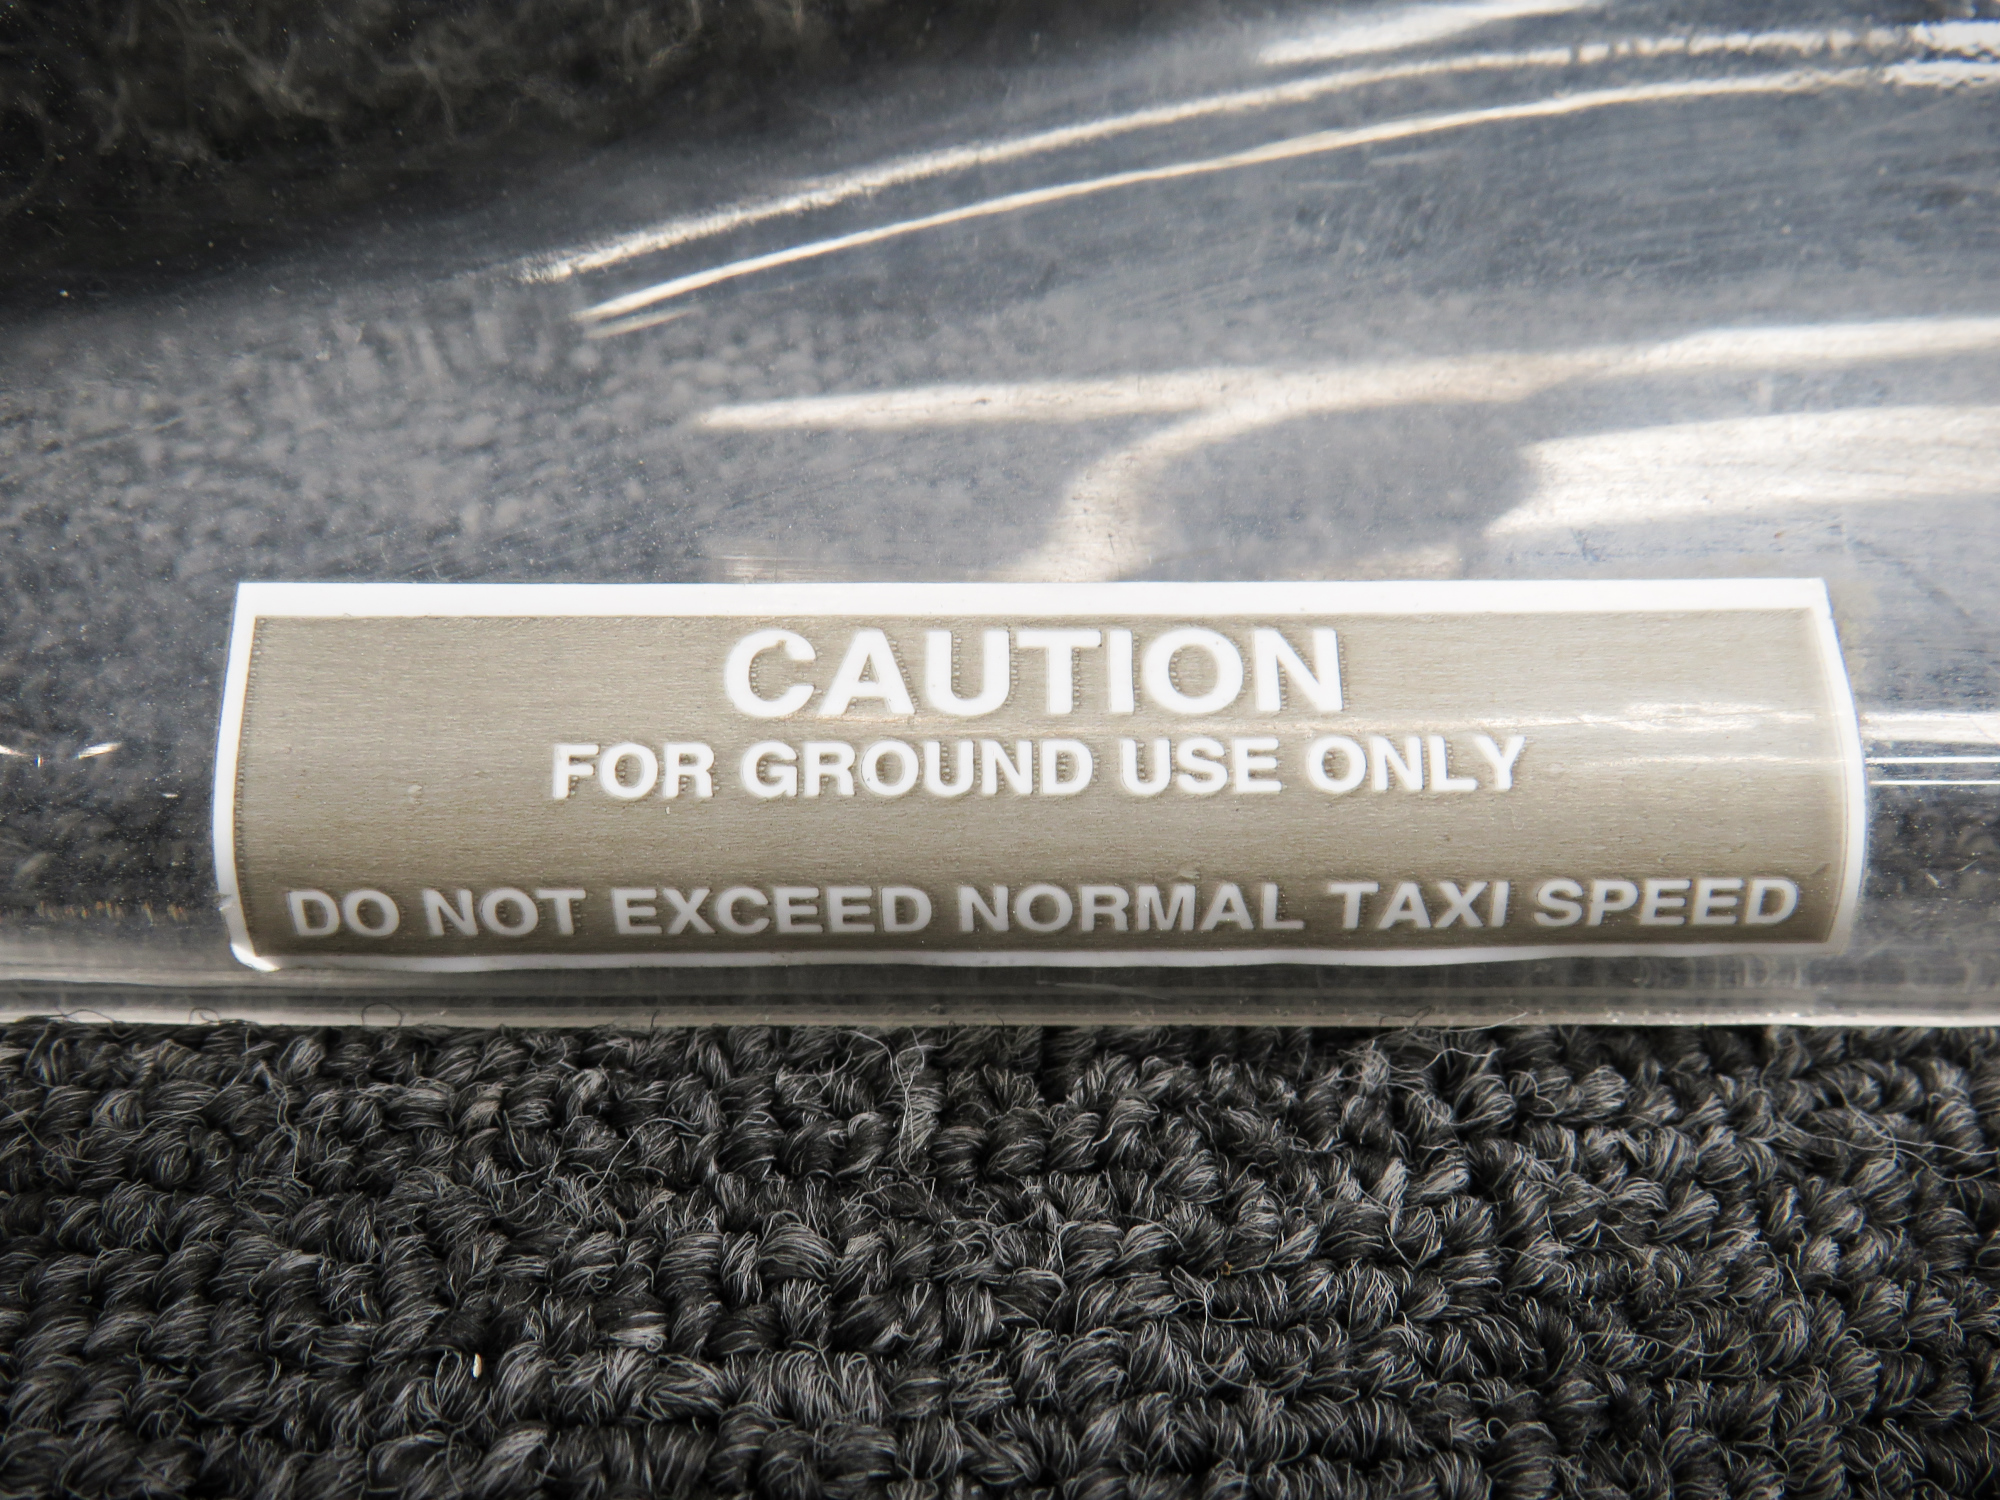 CAUTION
FOR GROUND USE ONLY
DO NOT EXCEED NORMAL TAXI SPEED